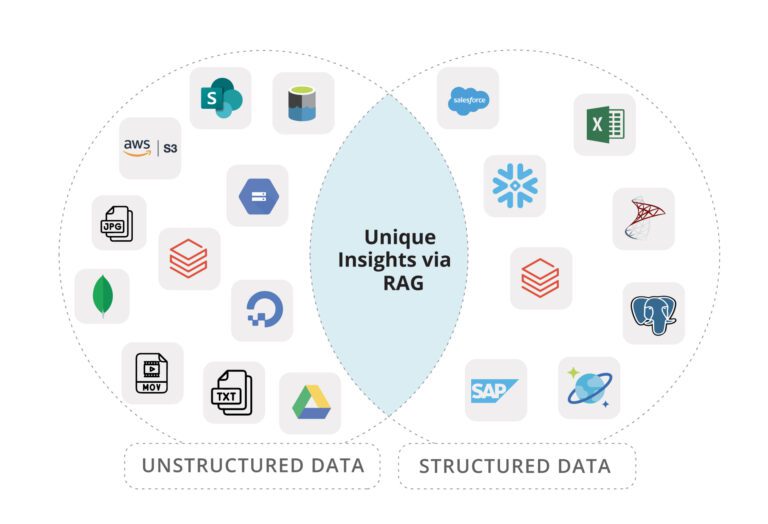 S
aws | S3
JPG
MOV
TXT
Unique
Insights via
RAG
salesforce
X
SAP
UNSTRUCTURED DATA
STRUCTURED DATA